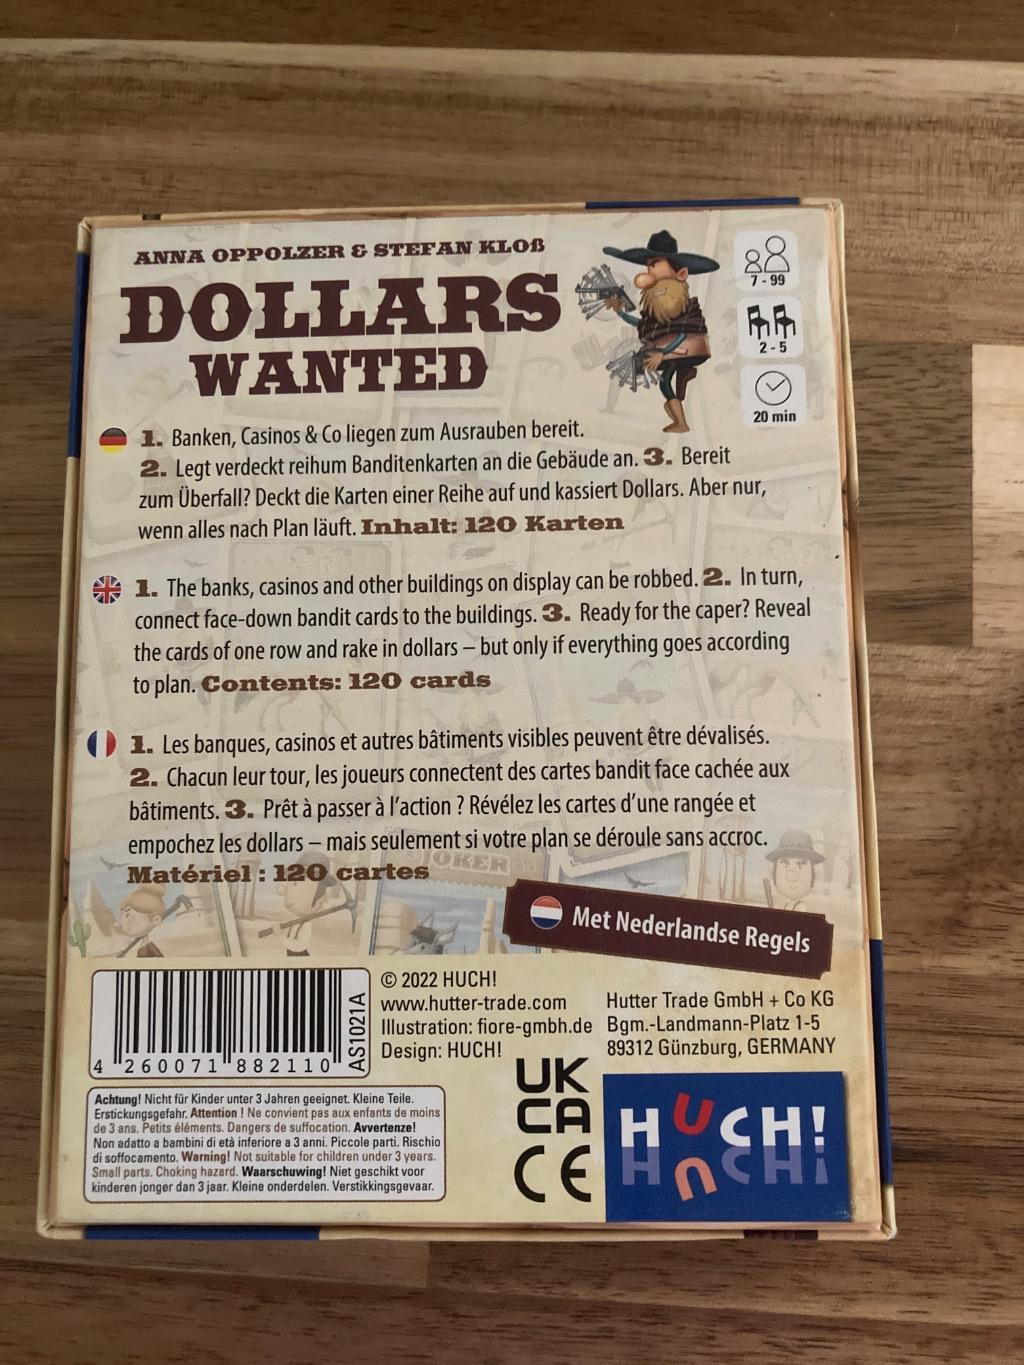 ANNA OPPOLZER & STEFAN KLOß
DOLLARS
WANTED
7 - 99
2 - 5
20 min
1. Banken, Casinos & Co liegen zum Ausrauben bereit.
2. Legt verdeckt reihum Banditenkarten an die Gebäude an. 3. Bereit
zum Überfall? Deckt die Karten einer Reihe auf und kassiert Dollars. Aber nur,
wenn alles nach Plan läuft. Inhalt: 120 Karten
1. The banks, casinos and other buildings on display can be robbed. 2. In turn,
connect face-down bandit cards to the buildings. 3. Ready for the caper? Reveal
the cards of one row and rake in dollars – but only if everything goes according
to plan. Contents: 120 cards
1. Les banques, casinos et autres bâtiments visibles peuvent être dévalisés.
2. Chacun leur tour, les joueurs connectent des cartes bandit face cachée aux
bâtiments. 3. Prêt à passer à l'action ? Révélez les cartes d'une rangée et
empochez les dollars – mais seulement si votre plan se déroule sans accroc.
Matériel : 120 cartes
JOKER
Met Nederlandse Regels
4 260071 882110
AS1021A
© 2022 HUCH!
www.hutter-trade.com
Illustration: fiore-gmbh.de
Design: HUCH!
Hutter Trade GmbH + Co KG
Bgm.-Landmann-Platz 1-5
89312 Günzburg, GERMANY
Achtung! Nicht für Kinder unter 3 Jahren geeignet. Kleine Teile.
Erstickungsgefahr. Attention ! Ne convient pas aux enfants de moins
de 3 ans. Petits éléments. Dangers de suffocation. Avvertenze!
Non adatto a bambini di età inferiore a 3 anni. Piccole parti. Rischio
di soffocamento. Warning! Not suitable for children under 3 years.
Small parts. Choking hazard. Waarschuwing! Niet geschikt voor
kinderen jonger dan 3 jaar. Kleine onderdelen. Verstikkingsgevaar.
UK
CA
CE
HUCH!